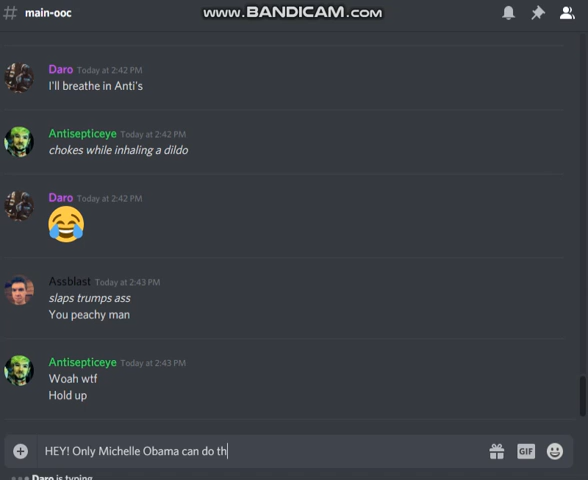 # main-ooc
www.BANDICAM.com
Daro Today at 2:42 PM
I'll breathe in Anti's
Antisepticeye Today at 2:42 PM
chokes while inhaling a dildo
Daro Today at 2:42 PM
Assblast Today at 2:43 PM
slaps trumps ass
You peachy man
Antisepticeye Today at 2:43 PM
Woah wtf
Hold up
HEY! Only Michelle Obama can do th
GIF
Daro is typing